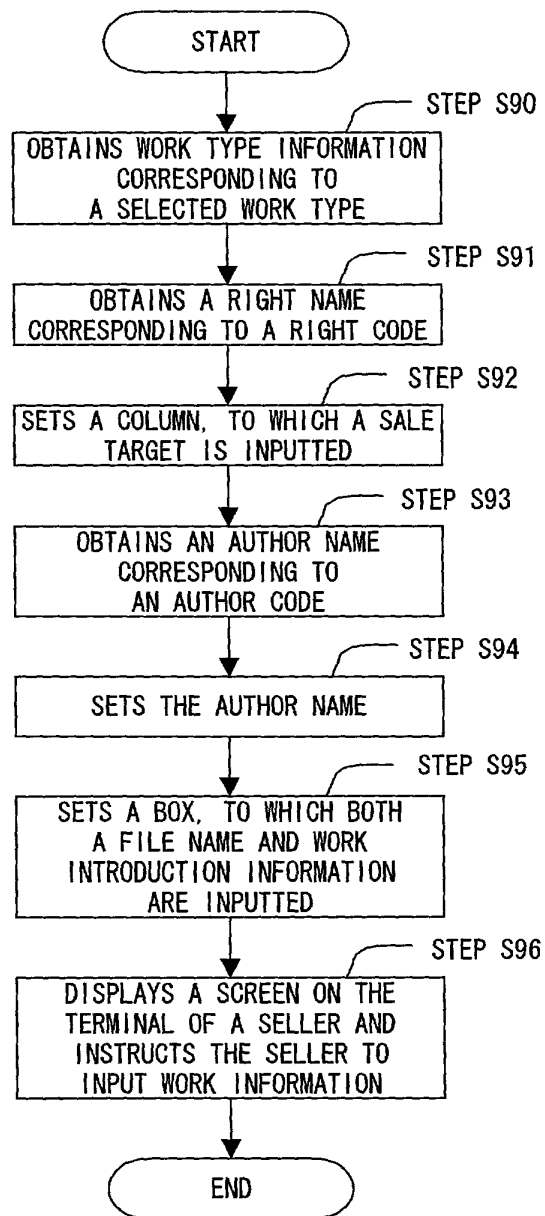 START
STEP S90
OBTAINS WORK TYPE INFORMATION
CORRESPONDING TO
A SELECTED WORK TYPE
STEP S91
OBTAINS A RIGHT NAME
CORRESPONDING TO A RIGHT CODE
STEP S92
SETS A COLUMN, TO WHICH A SALE
TARGET IS INPUTTED
STEP S93
OBTAINS AN AUTHOR NAME
CORRESPONDING TO
AN AUTHOR CODE
STEP S94
SETS THE AUTHOR NAME
STEP S95
SETS A BOX, TO WHICH BOTH
A FILE NAME AND WORK
INTRODUCTION INFORMATION
ARE INPUTTED
STEP S96
DISPLAYS A SCREEN ON THE
TERMINAL OF A SELLER AND
INSTRUCTS THE SELLER TO
INPUT WORK INFORMATION
END